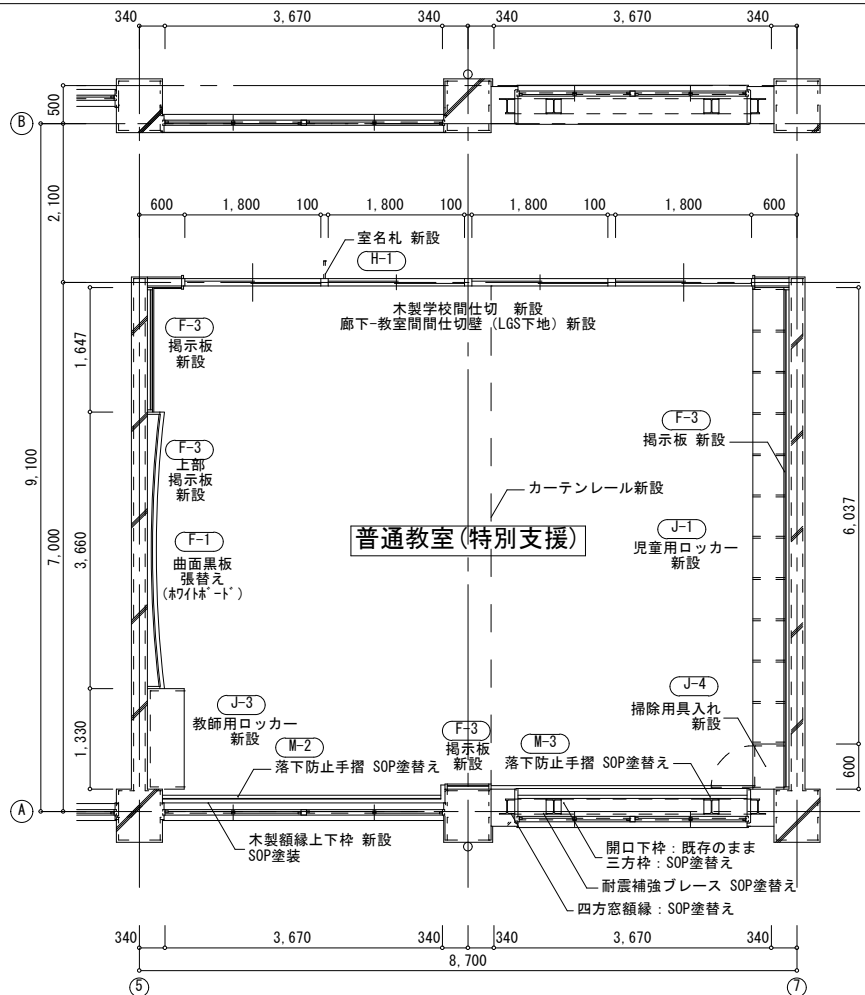 340
3,670
340
340
3,670
340
500
B
2,100
600
1,800
100
1,800
100
1,800
100
1,800
600
室名札 新設
H-1
木製学校間仕切 新設
廊下-教室間間仕切壁（LGS下地）新設
F-3
掲示板
新設
1,647
F-3
上部
掲示板
新設
F-3
掲示板 新設
カーテンレール新設
9,100
7,000
3,660
普通教室(特別支援)
F-1
曲面黒板
張替え
(ﾎﾜｲﾄﾎﾞｰﾄﾞ)
J-1
児童用ロッカー
新設
6,037
J-3
教師用ロッカー
新設
J-4
掃除用具入れ
新設
1,330
600
M-2
落下防止手摺 SOP塗替え
F-3
掲示板
新設
M-3
落下防止手摺 SOP塗替え
A
木製額縁上下枠 新設
SOP塗装
開口下枠：既存のまま
三方枠：SOP塗替え
耐震補強ブレース SOP塗替え
四方窓額縁：SOP塗替え
340
3,670
340
340
3,670
340
8,700
5
7